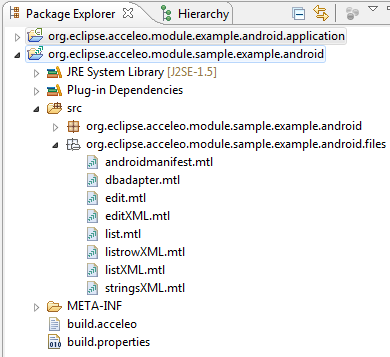 Package Explorer Hierarchy
org.eclipse.acceleo.module.example.android.application
org.eclipse.acceleo.module.sample.example.android
JRE System Library [J2SE-1.5]
Plug-in Dependencies
src
org.eclipse.acceleo.module.sample.example.android
org.eclipse.acceleo.module.sample.example.android.files
androidmanifest.mtl
dbadapter.mtl
edit.mtl
editXML.mtl
list.mtl
listrowXML.mtl
listXML.mtl
stringsXML.mtl
META-INF
build.acceleo
build.properties